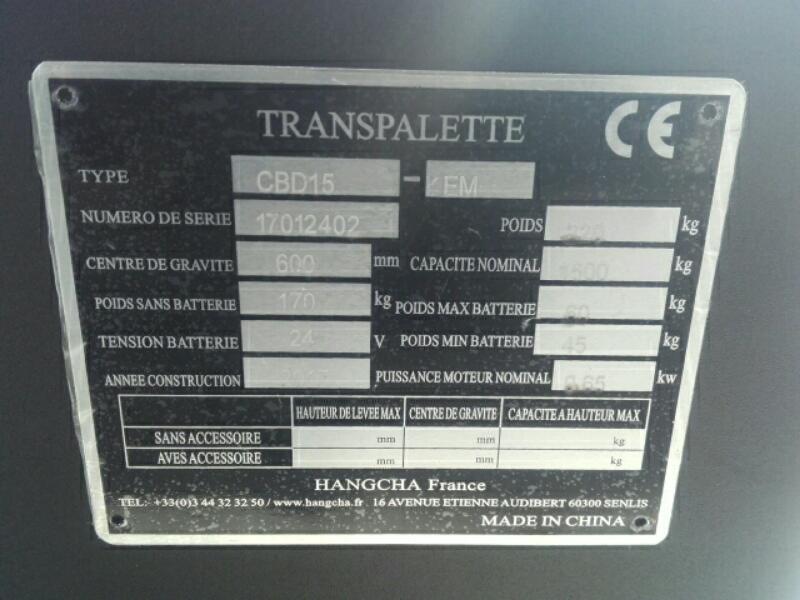 TRANSPALETTE CE
TYPE CBD15 - EM
NUMERO DE SERIE 17012402 POIDS 220 kg
CENTRE DE GRAVITE 600 mm CAPACITE NOMINAL 1500 kg
POIDS SANS BATTERIE 170 kg POIDS MAX BATTERIE kg
TENSION BATTERIE 24 V POIDS MIN BATTERIE 45 kg
ANNEE CONSTRUCTION PUISSANCE MOTEUR NOMINAL 0.65 kw
HAUTEUR DE LEVEE MAX CENTRE DE GRAVITE CAPACITE A HAUTEUR MAX
SANS ACCESSOIRE mm mm kg
AVES ACCESSOIRE mm mm kg
HANGCHA France
TEL:- +33(0)3 44 32 32 50 / www.hangcha.fr 16 AVENUE ETIENNE AUDIBERT 60300 SENLIS
MADE IN CHINA